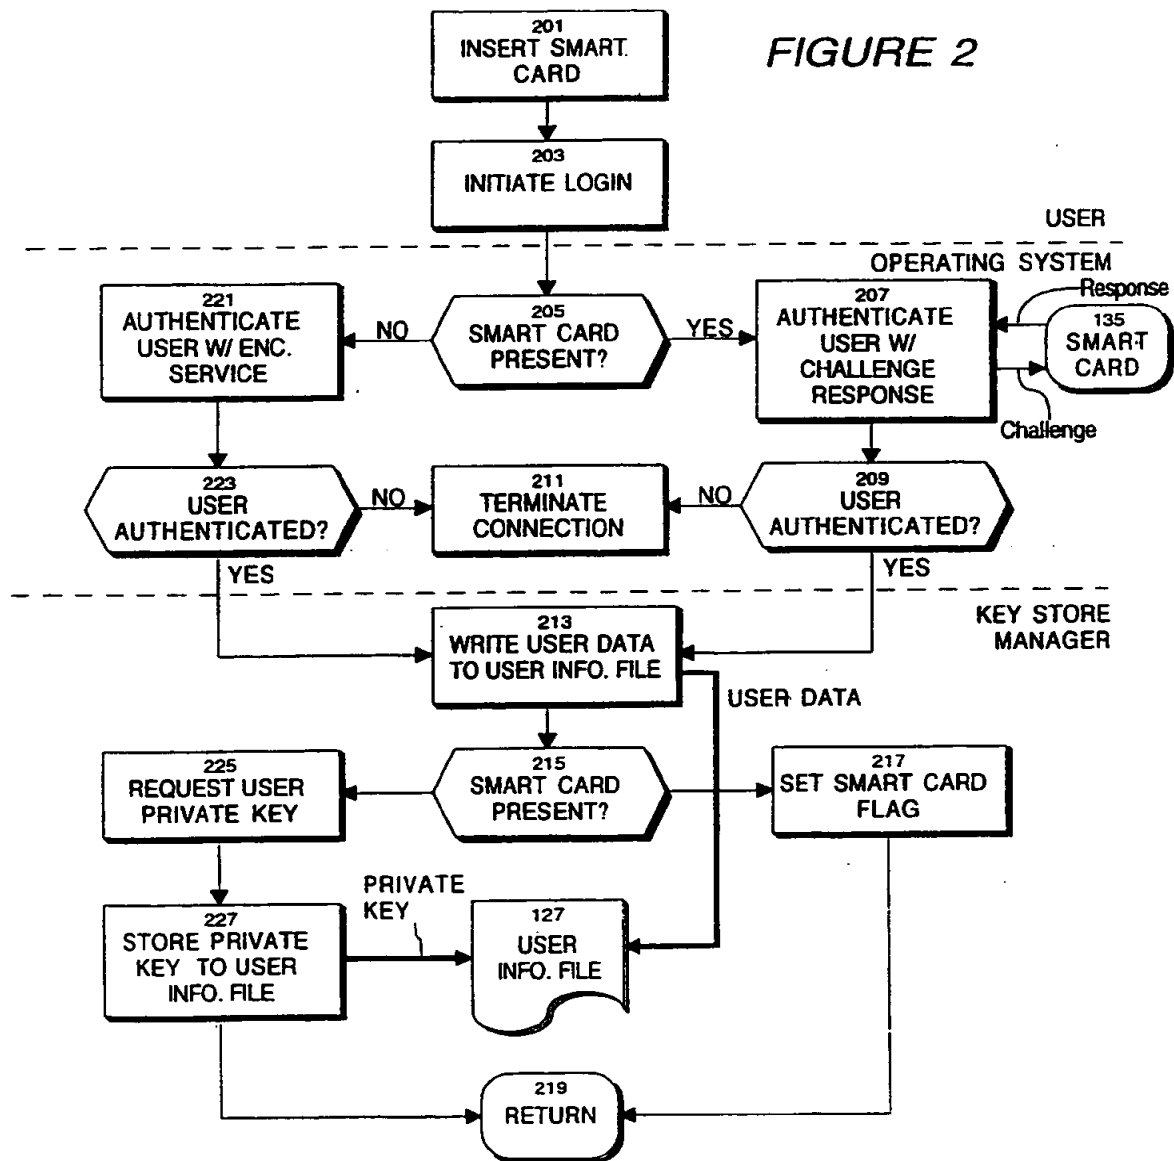 201
INSERT SMART
CARD
FIGURE 2
203
INITIATE LOGIN
USER
OPERATING SYSTEM
221
AUTHENTICATE
USER W/ ENC.
SERVICE
NO
205
SMART CARD
PRESENT?
YES
207
AUTHENTICATE
USER W/
CHALLENGE
RESPONSE
Response
135
SMART
CARD
Challenge
223
USER
AUTHENTICATED?
NO
211
TERMINATE
CONNECTION
NO
209
USER
AUTHENTICATED?
YES
YES
KEY STORE
MANAGER
213
WRITE USER DATA
TO USER INFO. FILE
USER DATA
225
REQUEST USER
PRIVATE KEY
215
SMART CARD
PRESENT?
217
SET SMART CARD
FLAG
PRIVATE
KEY
227
STORE PRIVATE
KEY TO USER
INFO. FILE
127
USER
INFO. FILE
219
RETURN